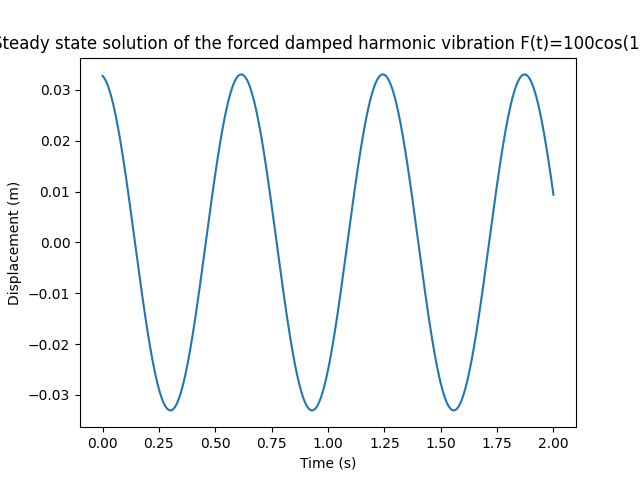 Steady state solution of the forced damped harmonic vibration F(t)=100cos(1
0.03
0.02
0.01
0.00
−0.01
−0.02
−0.03
Displacement (m)
0.00 0.25 0.50 0.75 1.00 1.25 1.50 1.75 2.00
Time (s)